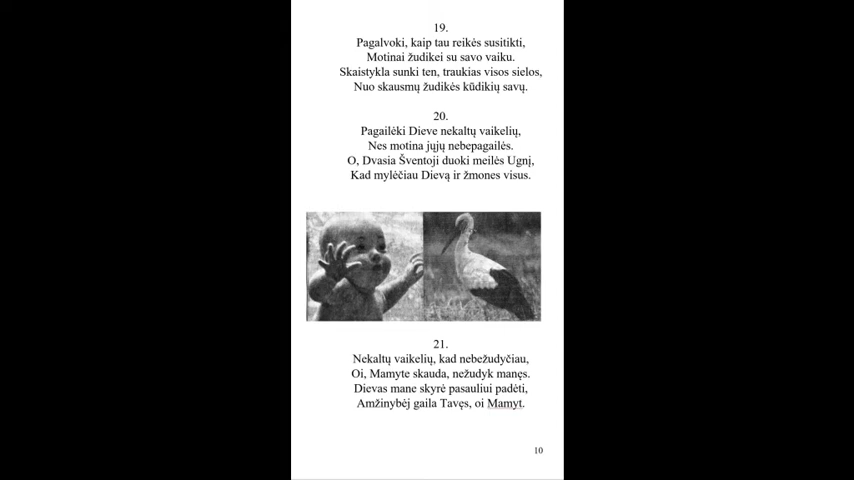 19.
Pagalvoki, kaip tau reikės susitikti,
Motinai žudikei su savo vaiku.
Skaistykla sunki ten, traukias visos sielos,
Nuo skausmų žudikės kūdikių savų.
20.
Pagailėki Dieve nekaltų vaikelių,
Nes motina jųjų nebepagailės.
O, Dvasia Šventoji duoki meilės Ugnį,
Kad mylėčiau Dievą ir žmones visus.
21.
Nekaltų vaikelių, kad nebežudyčiau,
Oi, Mamyte skauda, nežudyk manęs.
Dievas mane skyrė pasauliui padėti,
Amžinybėj gaila Tavęs, oi Mamyt.
10